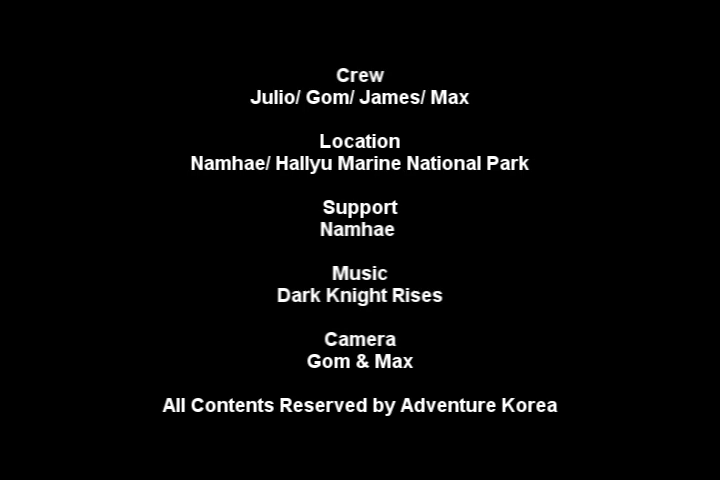 Crew
Julio/ Gom/ James/ Max
Location
Namhae/ Hallyu Marine National Park
Support
Namhae
Music
Dark Knight Rises
Camera
Gom & Max
All Contents Reserved by Adventure Korea